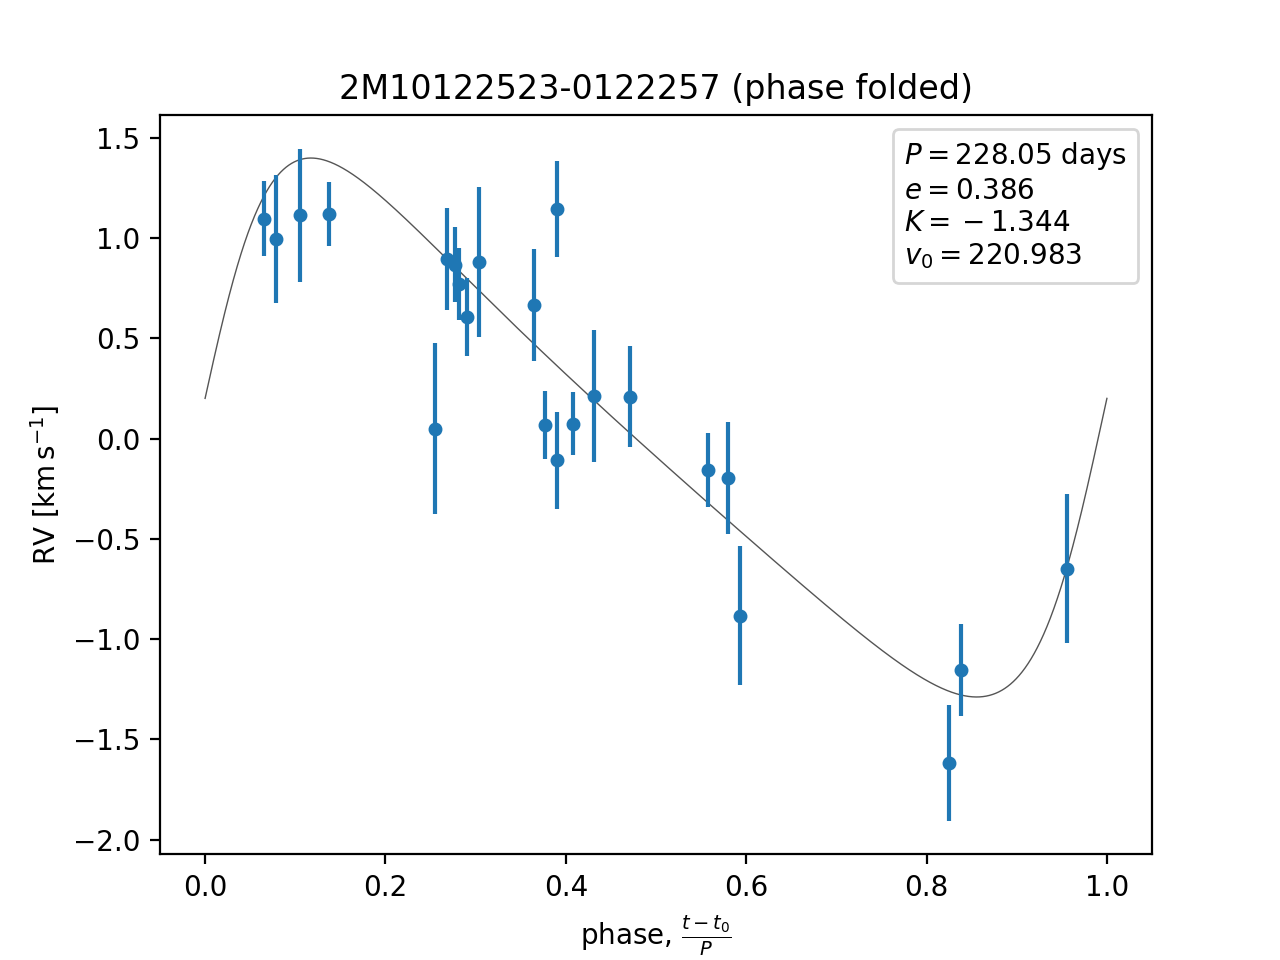 2M10122523-0122257 (phase folded)
P = 228.05 days
e = 0.386
K = −1.344
v₀ = 220.983
1.5
1.0
0.5
0.0
−0.5
−1.0
−1.5
−2.0
RV [km s⁻¹]
0.0 0.2 0.4 0.6 0.8 1.0
phase, (t − t₀)/P